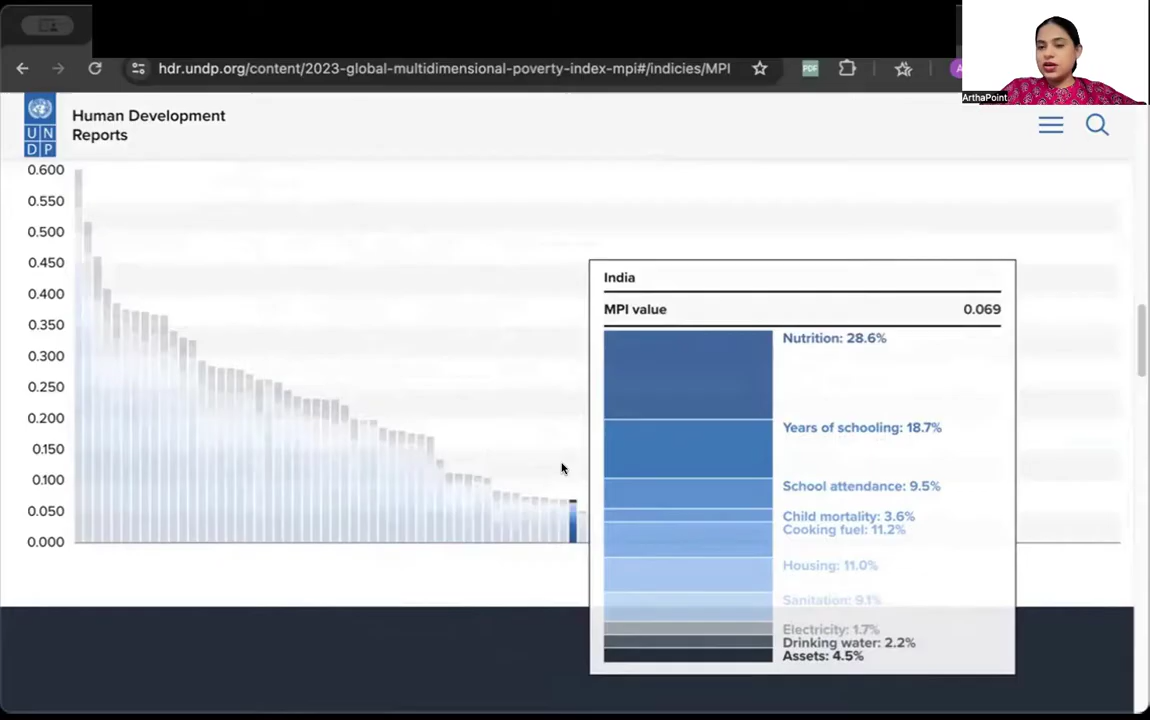 hdr.undp.org/content/2023-global-multidimensional-poverty-index-mpi#/indicies/MPI
PDF
A
ArthaPoint
U N
D P
Human Development
Reports
0.600
0.550
0.500
0.450
0.400
0.350
0.300
0.250
0.200
0.150
0.100
0.050
0.000
India
MPI value 0.069
Nutrition: 28.6%
Years of schooling: 18.7%
School attendance: 9.5%
Child mortality: 3.6%
Cooking fuel: 11.2%
Housing: 11.0%
Sanitation: 9.1%
Electricity: 1.7%
Drinking water: 2.2%
Assets: 4.5%